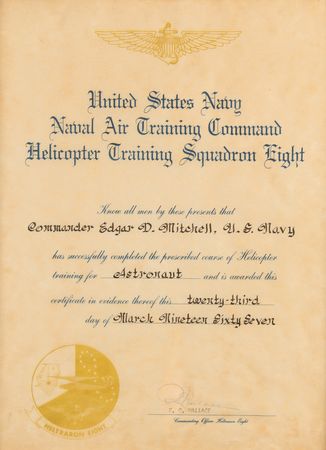 United States Navy
Naval Air Training Command
Helicopter Training Squadron Eight
Know all men by these presents that
Commander Edgar D. Mitchell, U. S. Navy
has successfully completed the prescribed course of Helicopter
training for Astronaut and is awarded this
certificate in evidence thereof this twenty-third
day of March Nineteen Sixty Seven
HELTRARON EIGHT
WALLACE
Commanding Officer Heltraron Eight